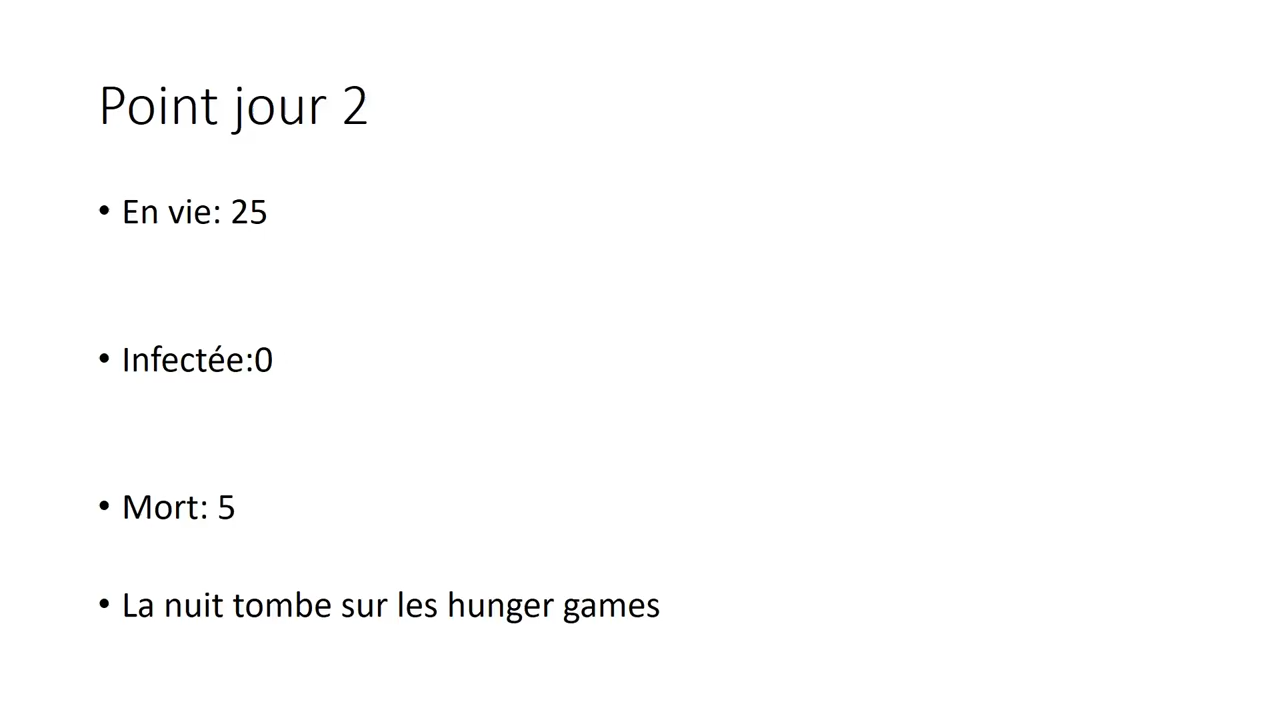 Point jour 2
• En vie: 25
• Infectée:0
• Mort: 5
• La nuit tombe sur les hunger games